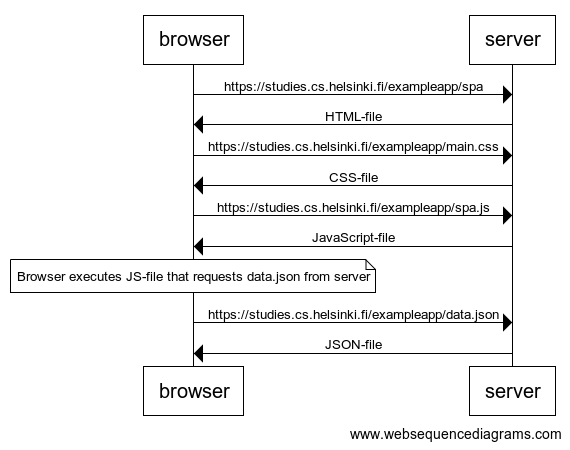 browser
server
https://studies.cs.helsinki.fi/exampleapp/spa
HTML-file
https://studies.cs.helsinki.fi/exampleapp/main.css
CSS-file
https://studies.cs.helsinki.fi/exampleapp/spa.js
JavaScript-file
Browser executes JS-file that requests data.json from server
https://studies.cs.helsinki.fi/exampleapp/data.json
JSON-file
browser
server
www.websequencediagrams.com